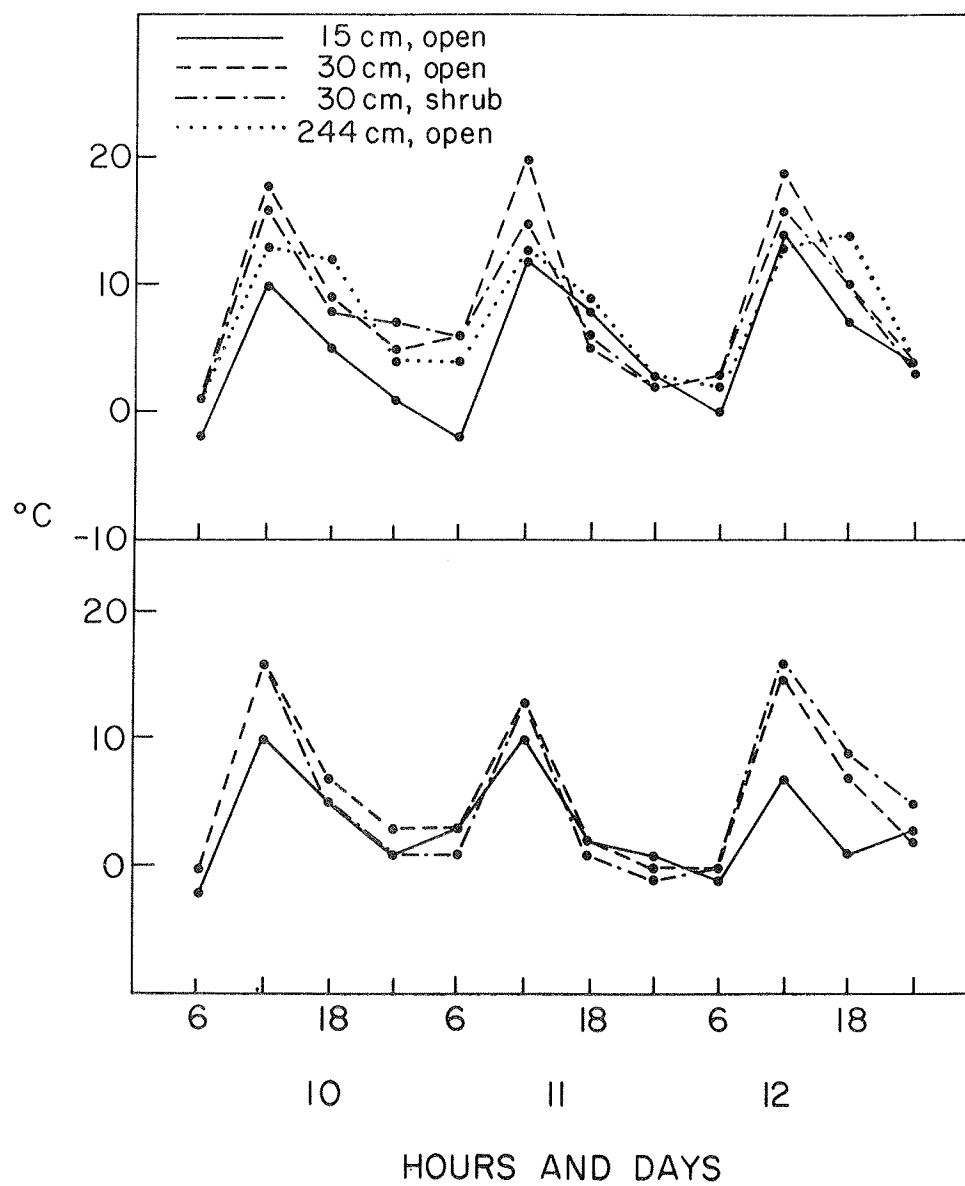 15 cm, open
30 cm, open
30 cm, shrub
244 cm, open
20
10
0
°C
-10
20
10
0
6 18 6 18 6 18
10 11 12
HOURS AND DAYS